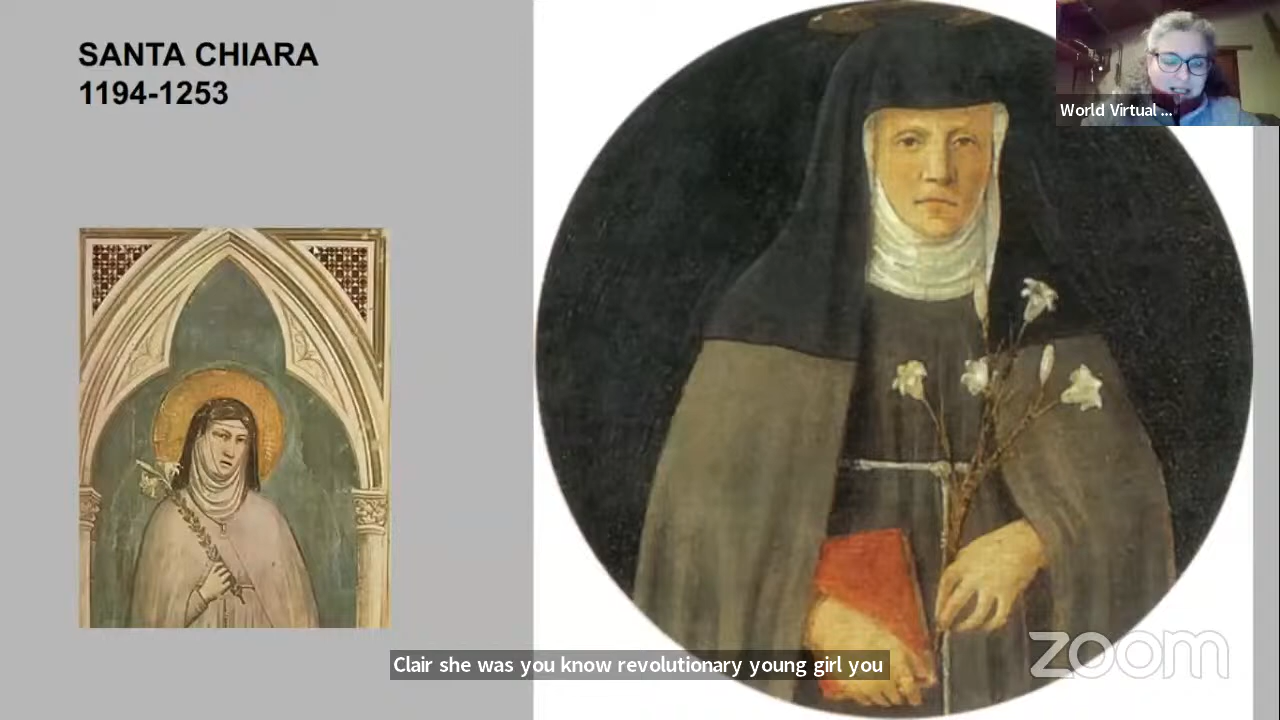 SANTA CHIARA
1194-1253
World Virtual ...
Clair she was you know revolutionary young girl you
zoom